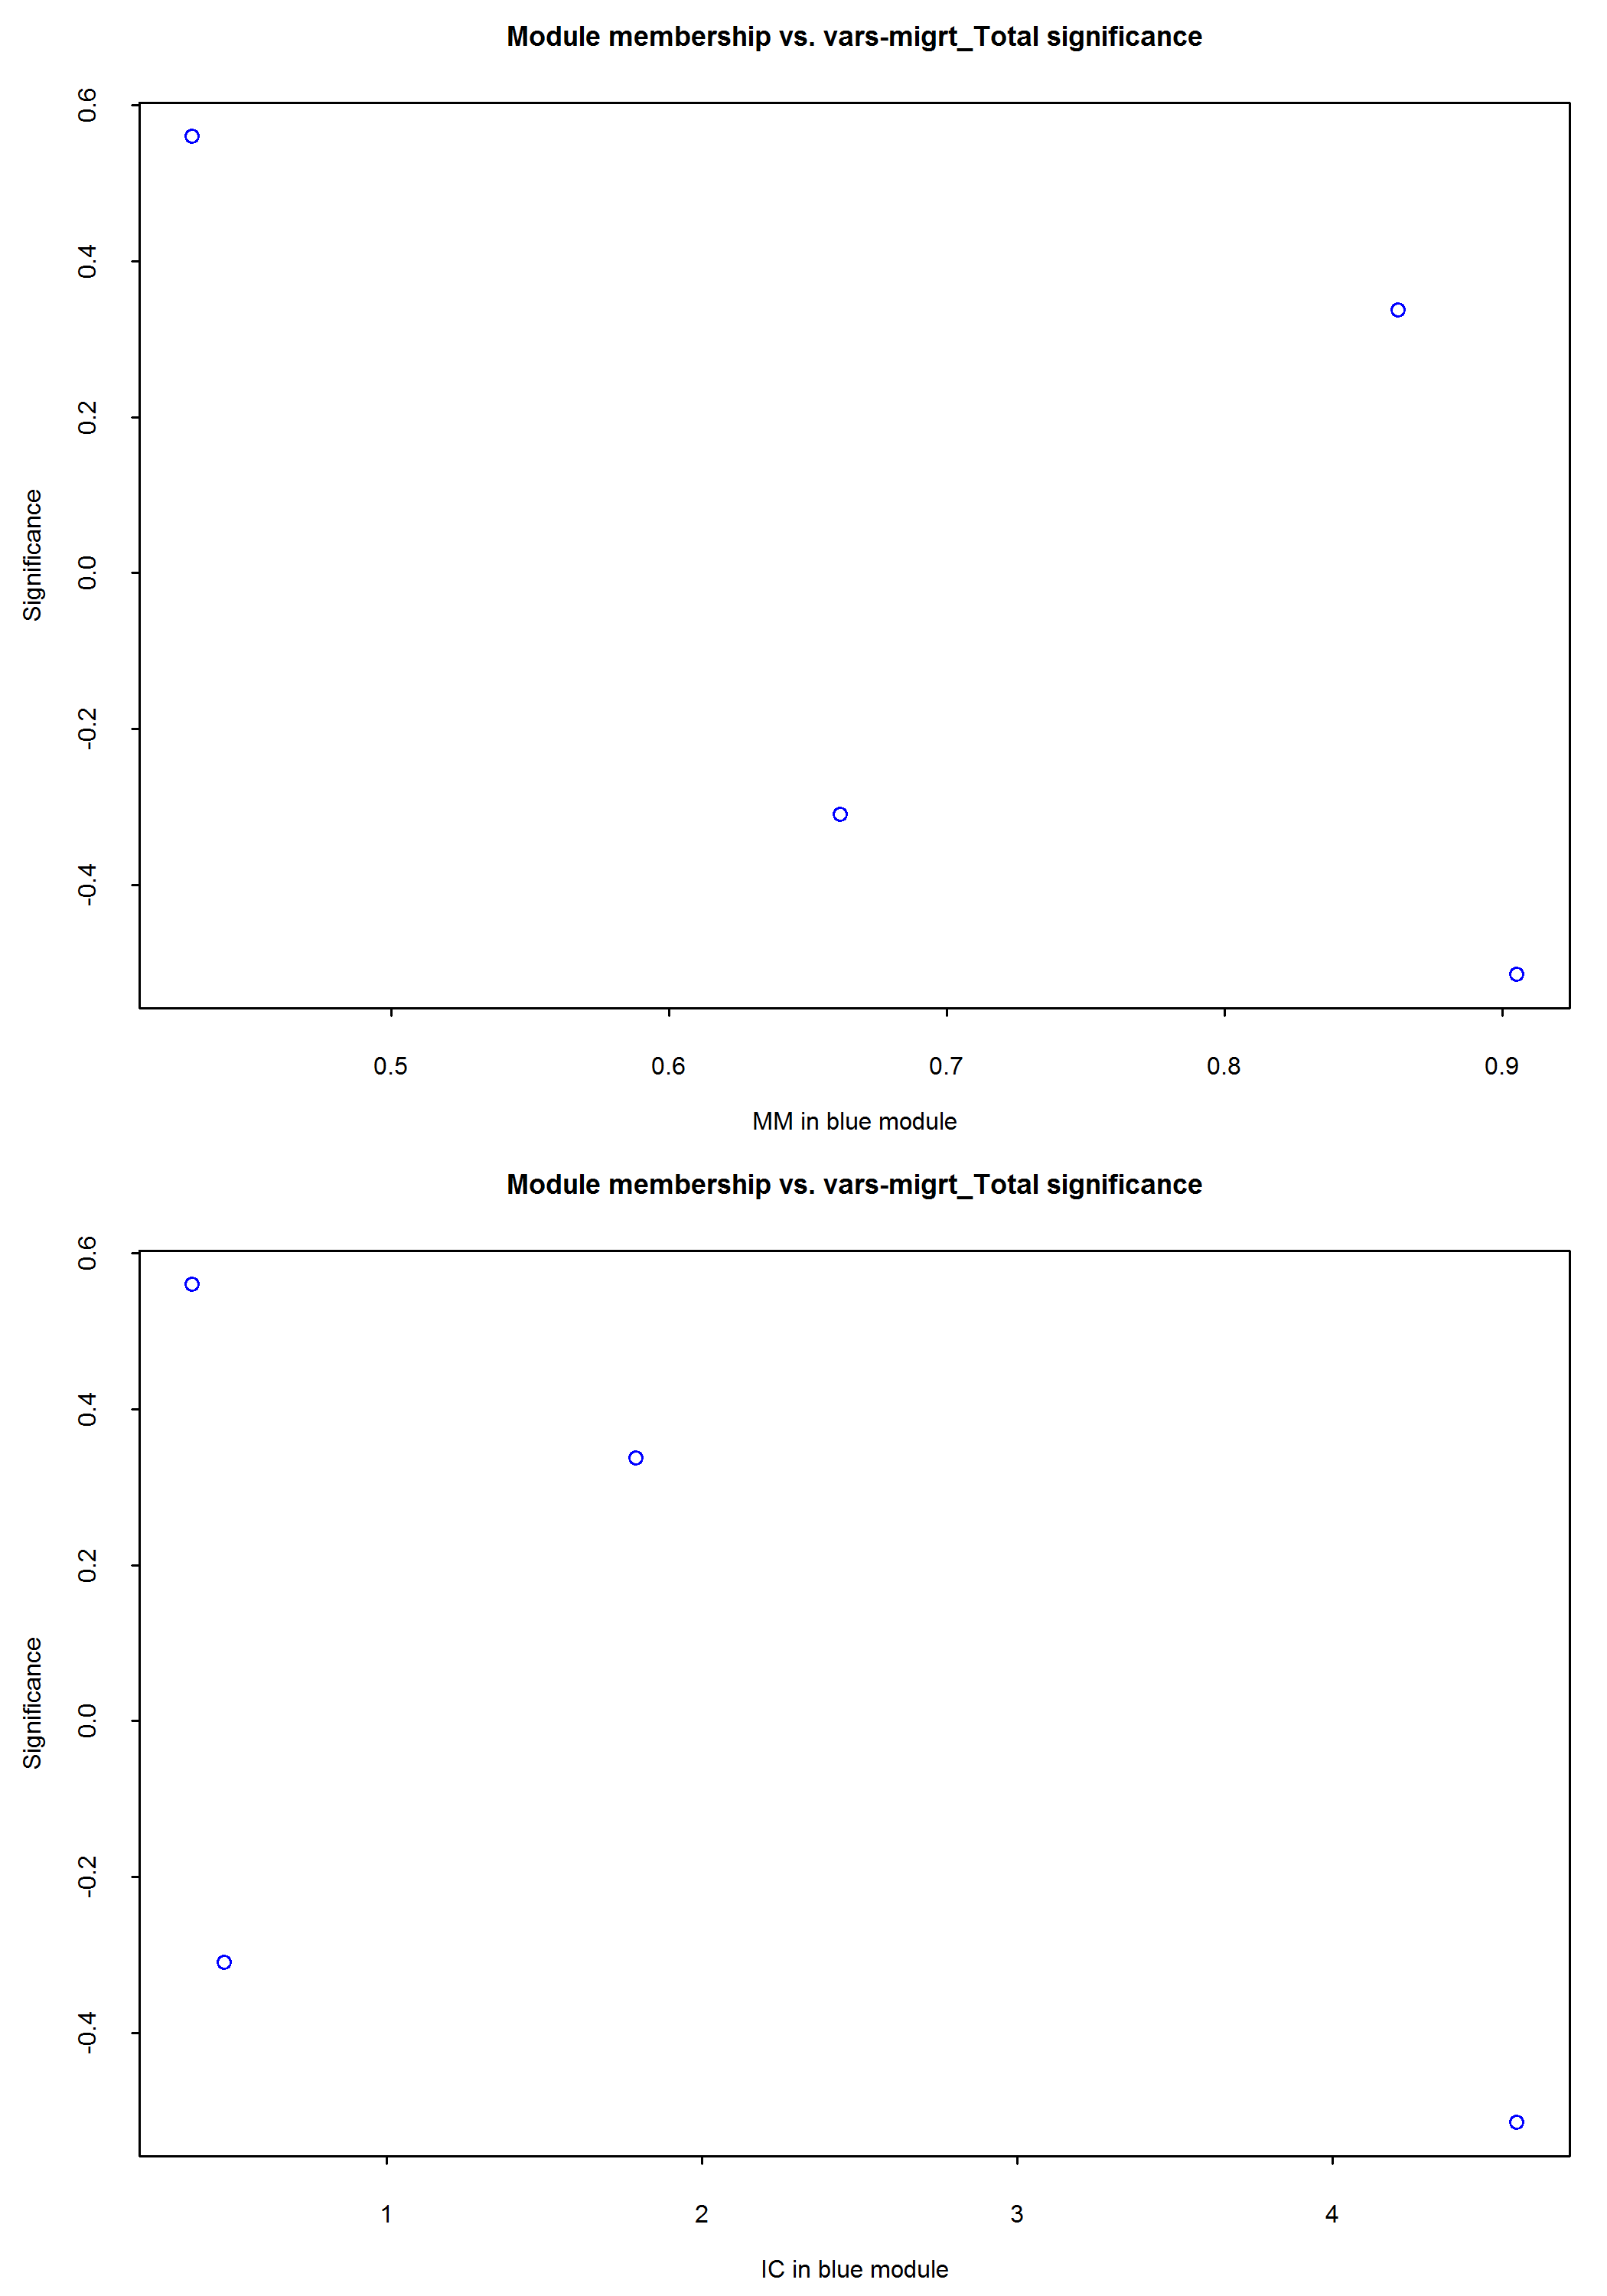 Module membership vs. vars-migrt_Total significance
0.6
0.4
0.2
0.0
-0.2
-0.4
Significance
0.5 0.6 0.7 0.8 0.9
MM in blue module
Module membership vs. vars-migrt_Total significance
0.6
0.4
0.2
0.0
-0.2
-0.4
Significance
1 2 3 4
IC in blue module